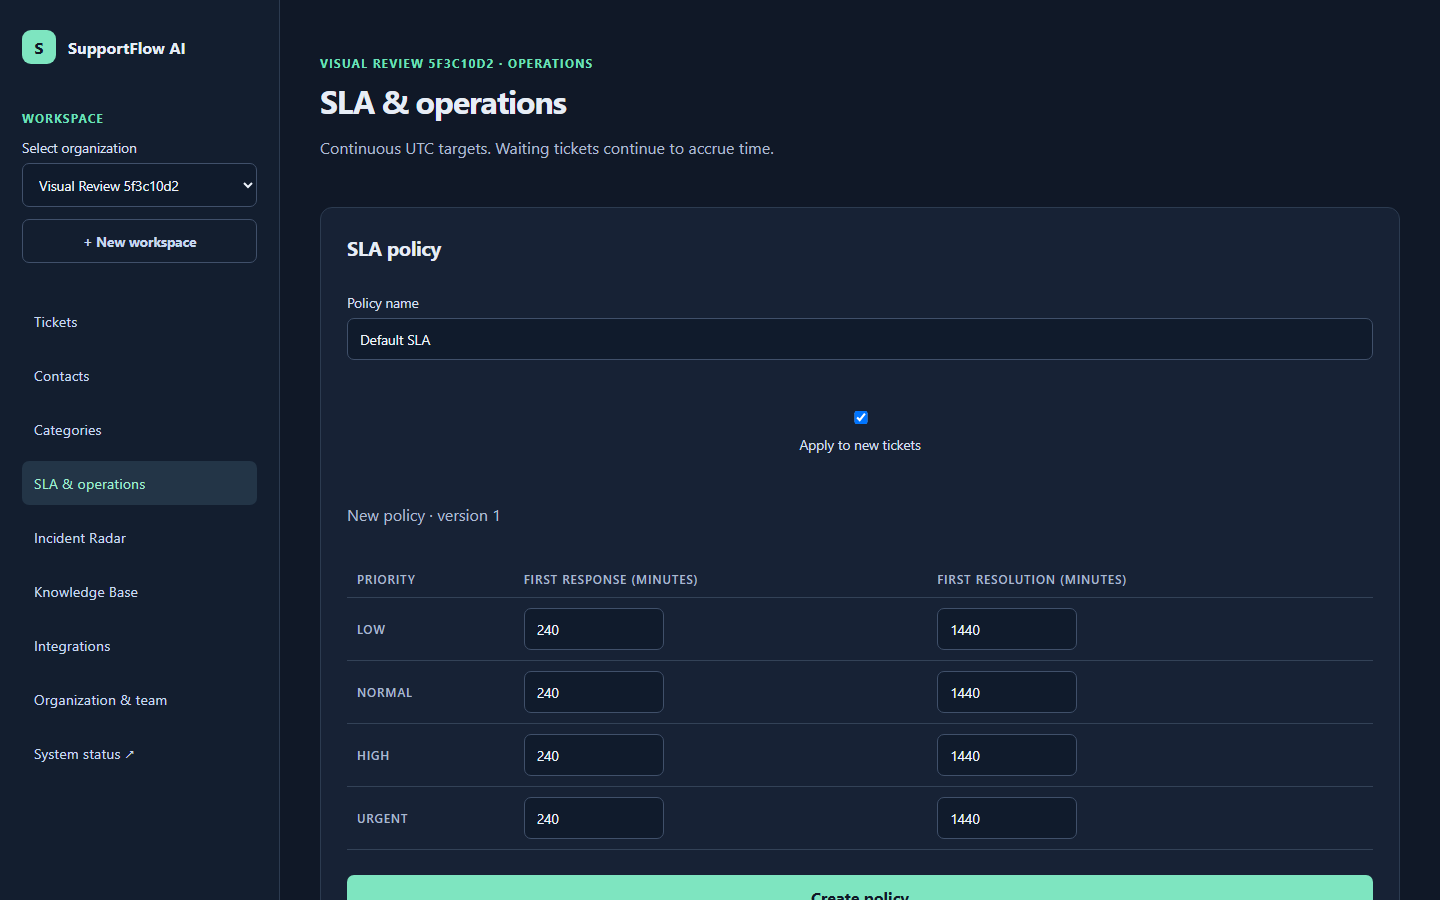 S SupportFlow AI
WORKSPACE
Select organization
Visual Review 5f3c10d2
+ New workspace
Tickets
Contacts
Categories
SLA & operations
Incident Radar
Knowledge Base
Integrations
Organization & team
System status ↗
VISUAL REVIEW 5F3C10D2 · OPERATIONS
SLA & operations
Continuous UTC targets. Waiting tickets continue to accrue time.
SLA policy
Policy name
Default SLA
Apply to new tickets
New policy · version 1
PRIORITY FIRST RESPONSE (MINUTES) FIRST RESOLUTION (MINUTES)
LOW 240 1440
NORMAL 240 1440
HIGH 240 1440
URGENT 240 1440
Create policy